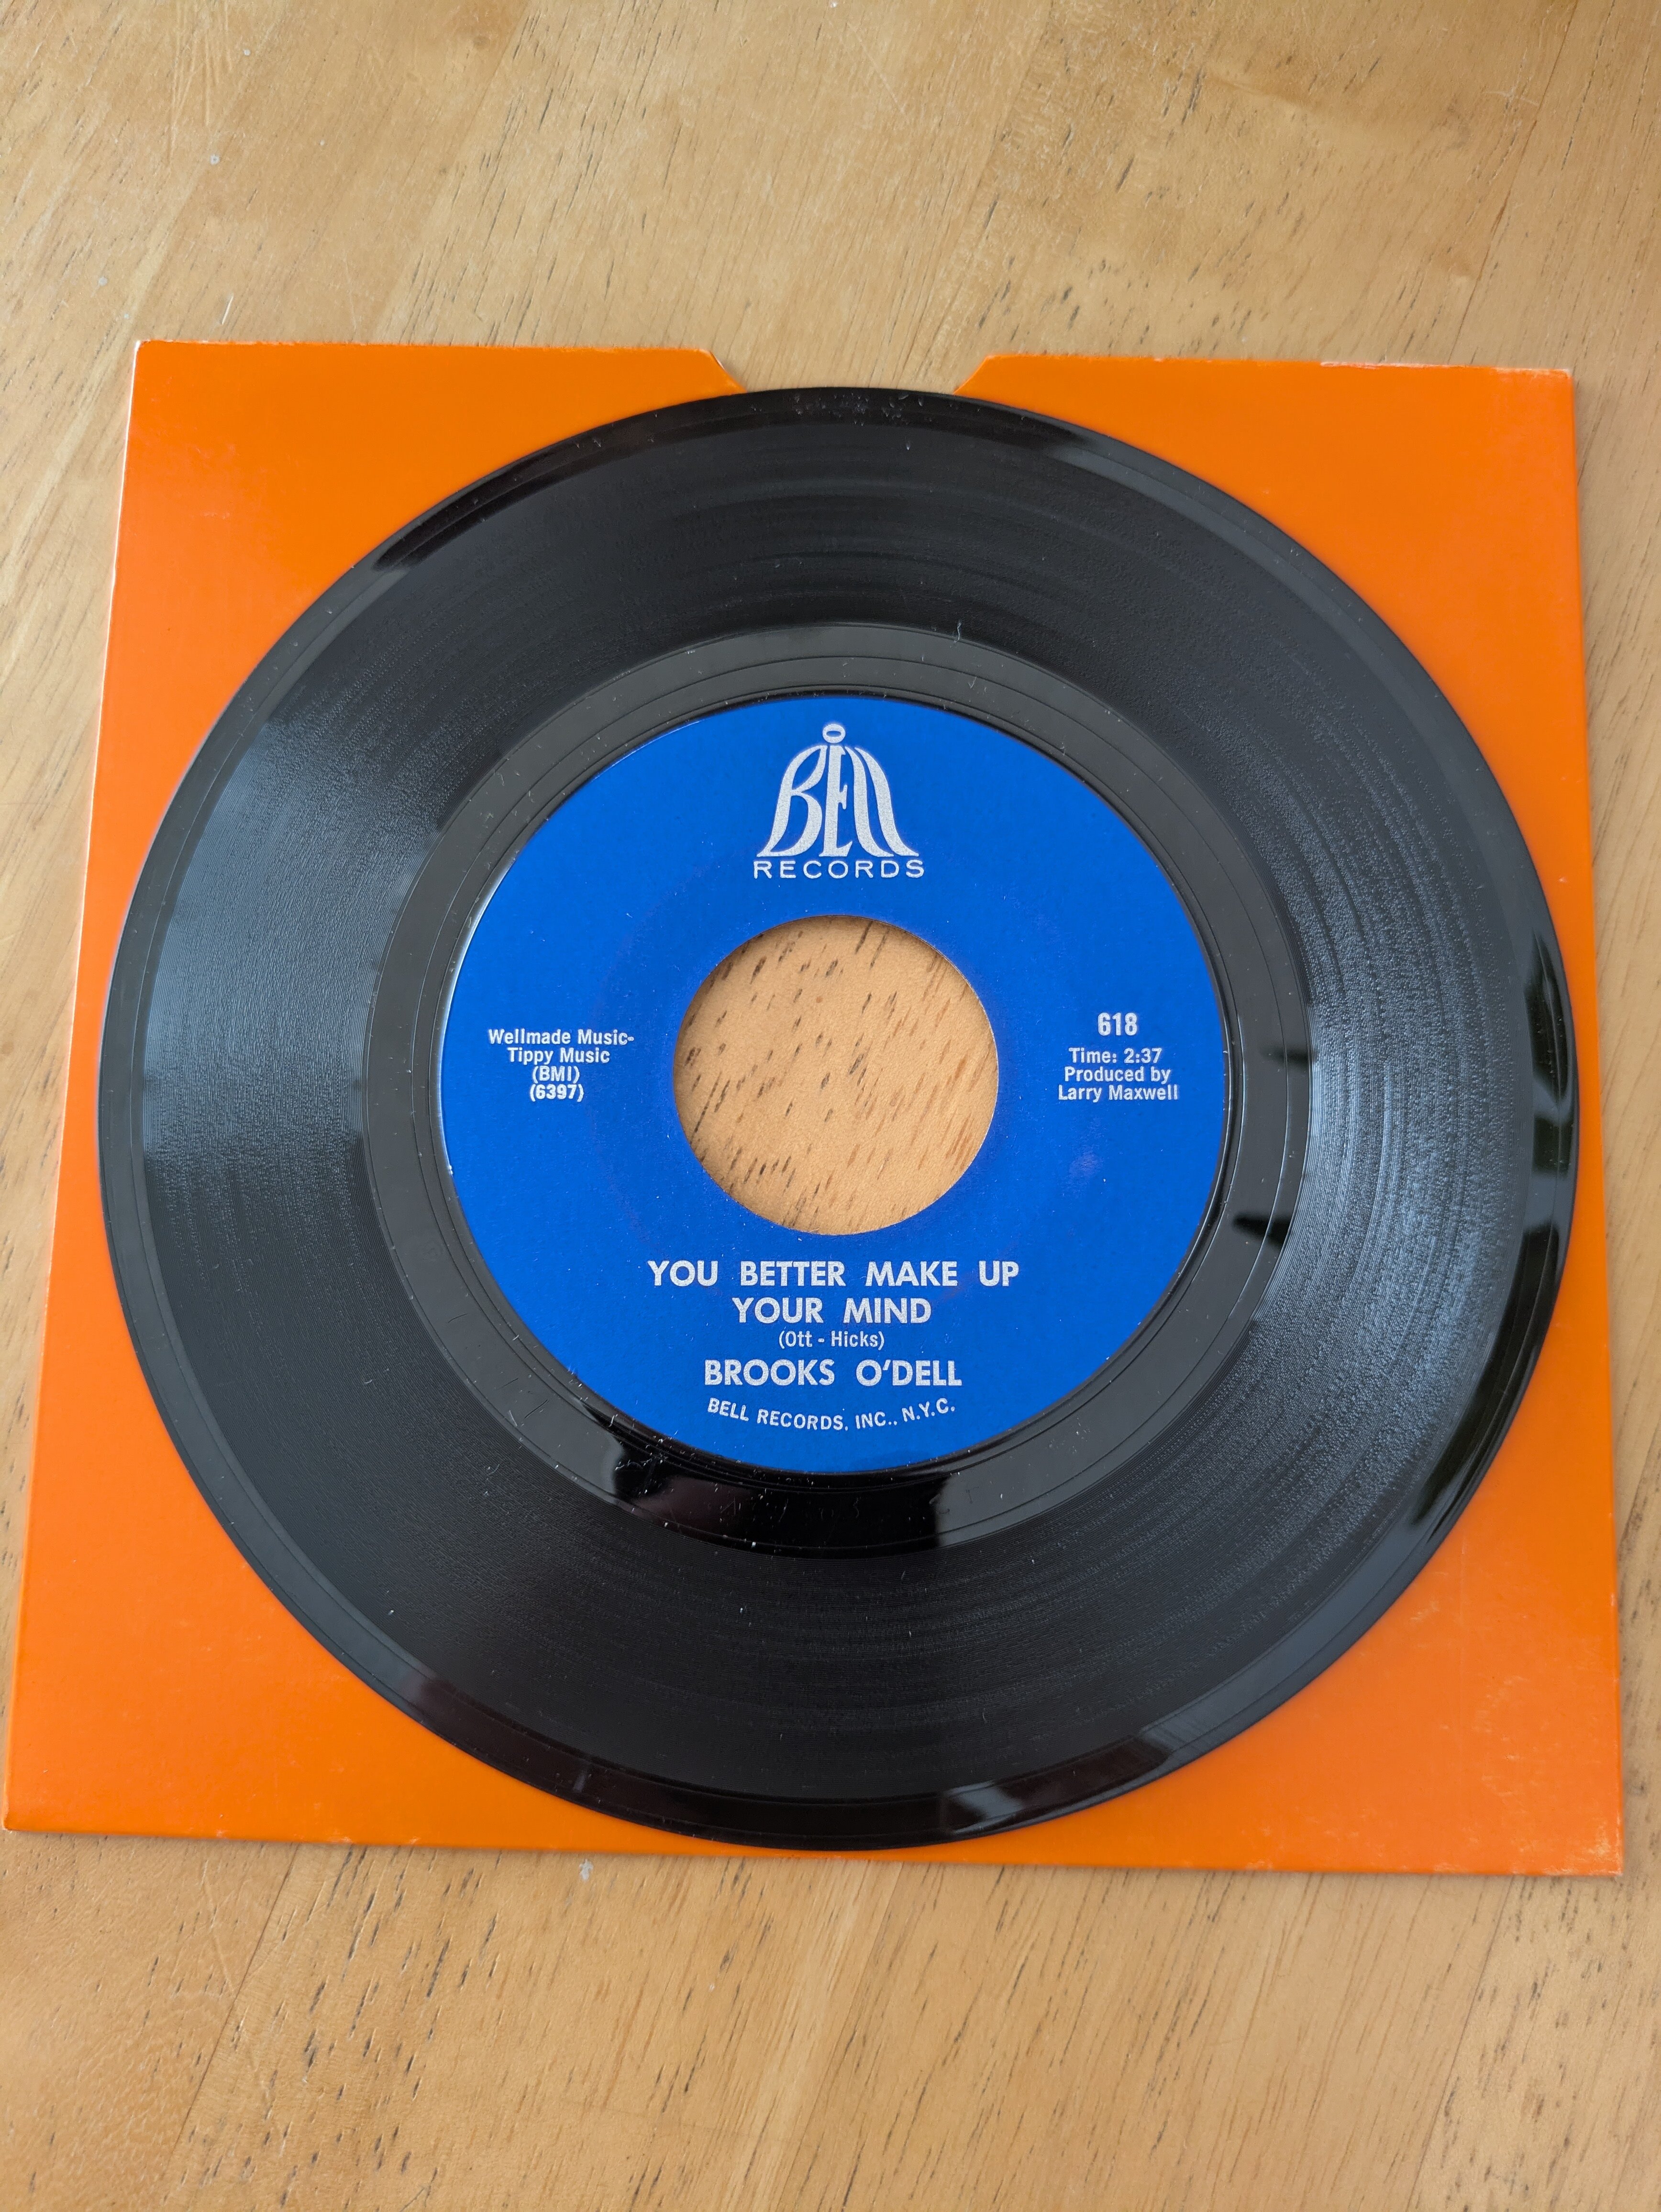 BELL
RECORDS
Wellmade Music-
Tippy Music
(BMI)
(6397)
618
Time: 2:37
Produced by
Larry Maxwell
YOU BETTER MAKE UP
YOUR MIND
(Ott - Hicks)
BROOKS O'DELL
BELL RECORDS, INC., N.Y.C.